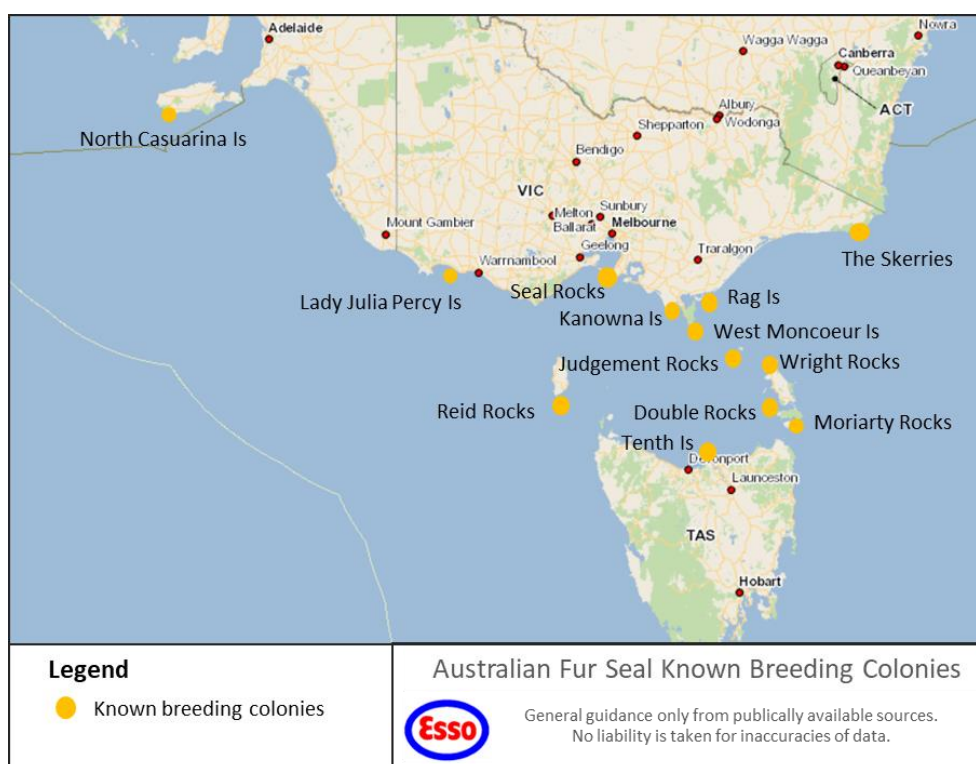 Nowra
Adelaide
Wagga Wagga
Canberra
Queanbeyan
ACT
Albury
Wodonga
North Casuarina Is
Shepparton
Bendigo
VIC
Melton
Sunbury
Ballarat
Melbourne
Mount Gambier
Geelong
Traralgon
Warrnambool
The Skerries
Lady Julia Percy Is
Seal Rocks
Rag Is
Kanowna Is
West Moncoeur Is
Judgement Rocks
Wright Rocks
Reid Rocks
Double Rocks
Moriarty Rocks
Tenth Is
Devonport
Launceston
TAS
Hobart
Legend
Known breeding colonies
Australian Fur Seal Known Breeding Colonies
Esso
General guidance only from publically available sources.
No liability is taken for inaccuracies of data.